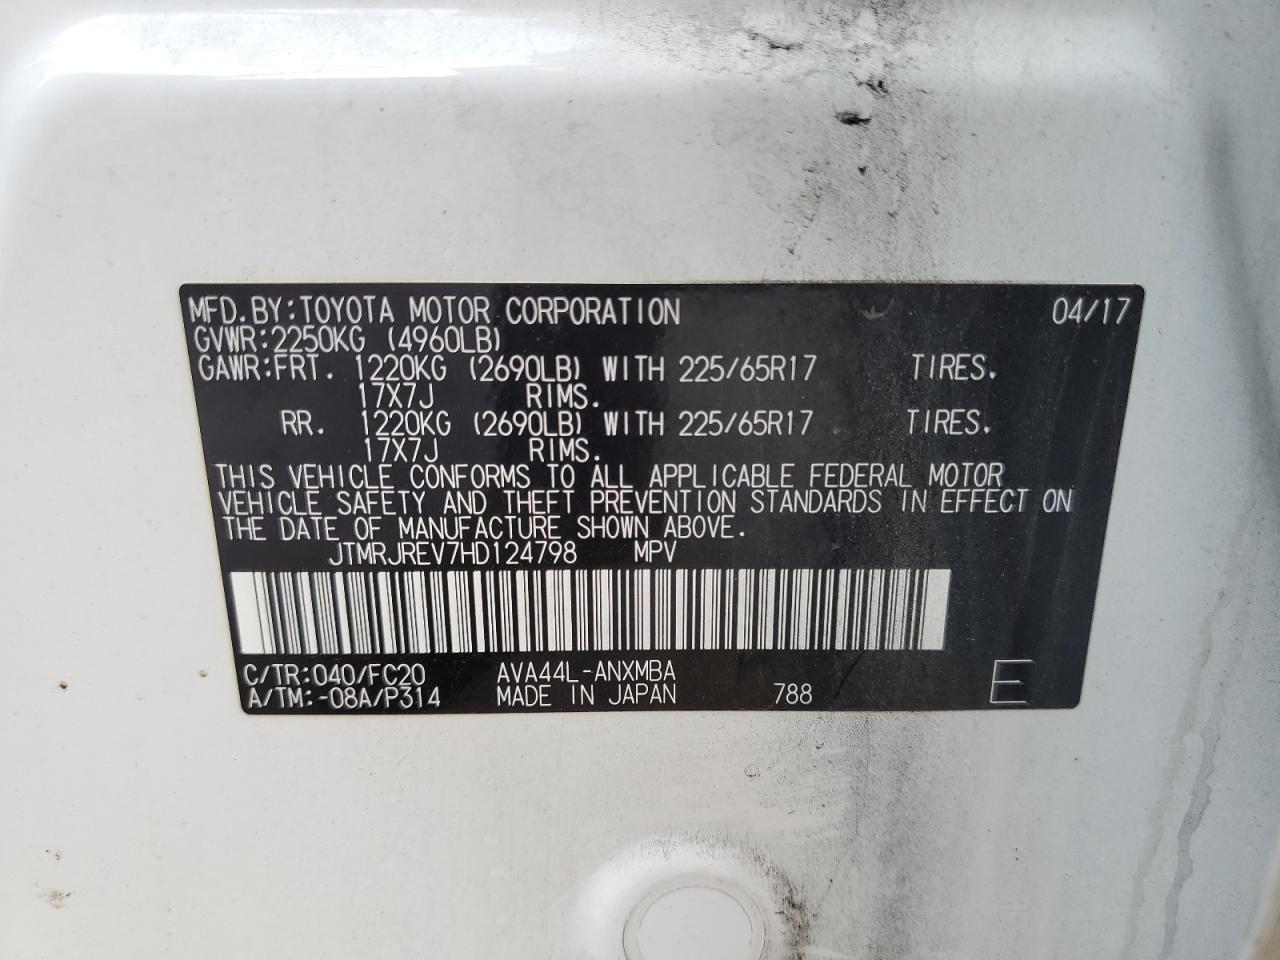 MFD.BY:TOYOTA MOTOR CORPORATION 04/17
GVWR:2250KG (4960LB)
GAWR:FRT. 1220KG (2690LB) WITH 225/65R17 TIRES.
17X7J RIMS.
RR. 1220KG (2690LB) WITH 225/65R17 TIRES.
17X7J RIMS.
THIS VEHICLE CONFORMS TO ALL APPLICABLE FEDERAL MOTOR
VEHICLE SAFETY AND THEFT PREVENTION STANDARDS IN EFFECT ON
THE DATE OF MANUFACTURE SHOWN ABOVE.
JTMRJREV7HD124798 MPV
C/TR:040/FC20 AVA44L-ANXMBA
A/TM:-08A/P314 MADE IN JAPAN 788 E